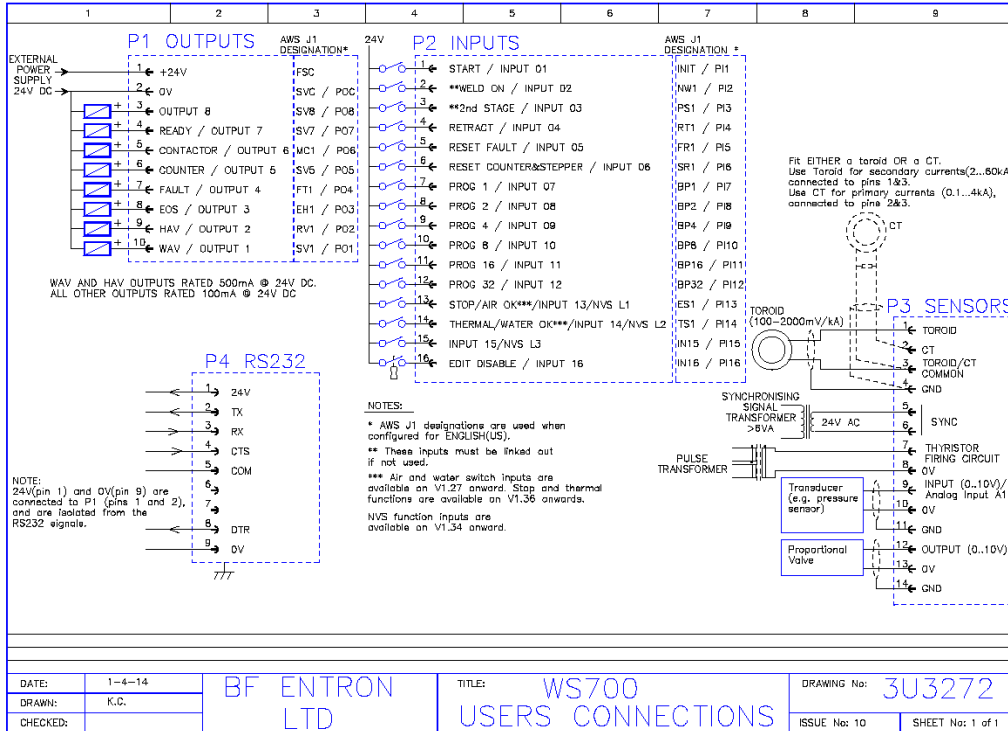 1 2 3 4 5 6 7 8 9
P1 OUTPUTS
AWS J1
DESIGNATION*
EXTERNAL
POWER
SUPPLY
24V DC
1 +24V FSC
2 0V SVC / POC
3 OUTPUT 8 SV8 / PO8
4 READY / OUTPUT 7 SV7 / PO7
5 CONTACTOR / OUTPUT 6 MC1 / PO6
6 COUNTER / OUTPUT 5 SV5 / PO5
7 FAULT / OUTPUT 4 FT1 / PO4
8 EOS / OUTPUT 3 EH1 / PO3
9 HAV / OUTPUT 2 RV1 / PO2
10 WAV / OUTPUT 1 SV1 / PO1
+
+
+
+
+
+
+
+
WAV AND HAV OUTPUTS RATED 500mA @ 24V DC.
ALL OTHER OUTPUTS RATED 100mA @ 24V DC
24V
P2 INPUTS
AWS J1
DESIGNATION *
1 START / INPUT 01 INIT / PI1
2 **WELD ON / INPUT 02 NW1 / PI2
3 **2nd STAGE / INPUT 03 PS1 / PI3
4 RETRACT / INPUT 04 RT1 / PI4
5 RESET FAULT / INPUT 05 FR1 / PI5
6 RESET COUNTER&STEPPER / INPUT 06 SR1 / PI6
7 PROG 1 / INPUT 07 BP1 / PI7
8 PROG 2 / INPUT 08 BP2 / PI8
9 PROG 4 / INPUT 09 BP4 / PI9
10 PROG 8 / INPUT 10 BP8 / PI10
11 PROG 16 / INPUT 11 BP16 / PI11
12 PROG 32 / INPUT 12 BP32 / PI12
13 STOP/AIR OK***/INPUT 13/NVS L1 ES1 / PI13
14 THERMAL/WATER OK***/INPUT 14/NVS L2 TS1 / PI14
15 INPUT 15/NVS L3 IN15 / PI15
16 EDIT DISABLE / INPUT 16 IN16 / PI16
P4 RS232
1 24V
2 TX
3 RX
4 CTS
5 COM
6
7
8 DTR
9 0V
NOTE:
24V(pin 1) and 0V(pin 9) are
connected to P1 (pins 1 and 2),
and are isolated from the
RS232 signals.
NOTES:
* AWS J1 designations are used when
configured for ENGLISH(US).
** These inputs must be linked out
if not used.
*** Air and water switch inputs are
available on V1.27 onward. Stop and thermal
functions are available on V1.36 onwards.
NVS function inputs are
available on V1.34 onward.
Fit EITHER a toroid OR a CT.
Use Toroid for secondary currents(2...60kA
connected to pins 1&3.
Use CT for primary currents (0.1...4kA),
connected to pins 2&3.
CT
P3 SENSORS
TOROID
(100-2000mV/kA)
1 TOROID
2 CT
3 TOROID/CT
COMMON
4 GND
SYNCHRONISING
SIGNAL
TRANSFORMER
>6VA
24V AC
5
6
SYNC
PULSE
TRANSFORMER
7 THYRISTOR
FIRING CIRCUIT
8 0V
Transducer
(e.g. pressure
sensor)
9 INPUT (0..10V)/
Analog Input A1
10 0V
11 GND
Proportional
Valve
12 OUTPUT (0..10V)
13 0V
14 GND
DATE: 1-4-14
DRAWN: K.C.
CHECKED:
BF ENTRON
LTD
TITLE: WS700
USERS CONNECTIONS
DRAWING No: 3U3272
ISSUE No: 10
SHEET No: 1 of 1